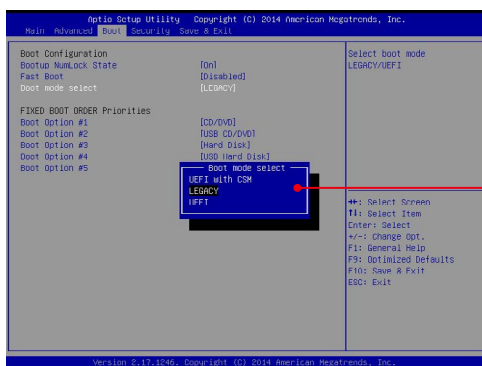 Aptio Setup Utility Copyright (C) 2014 American Megatrends, Inc.
Main Advanced Boot Security Save & Exit
Boot Configuration
Bootup NumLock State [On]
Fast Boot [Disabled]
Boot mode select [LEGACY]
FIXED BOOT ORDER Priorities
Boot Option #1 [CD/DVD]
Boot Option #2 [USB CD/DVD]
Boot Option #3 [Hard Disk]
Boot Option #4 [USB Hard Disk]
Boot Option #5
Boot mode select
UEFI with CSM
LEGACY
UEFI
Select boot mode
LEGACY/UEFI
↔: Select Screen
↑↓: Select Item
Enter: Select
+/-: Change Opt.
F1: General Help
F9: Optimized Defaults
F10: Save & Exit
ESC: Exit
Version 2.17.1246. Copyright (C) 2014 American Megatrends, Inc.